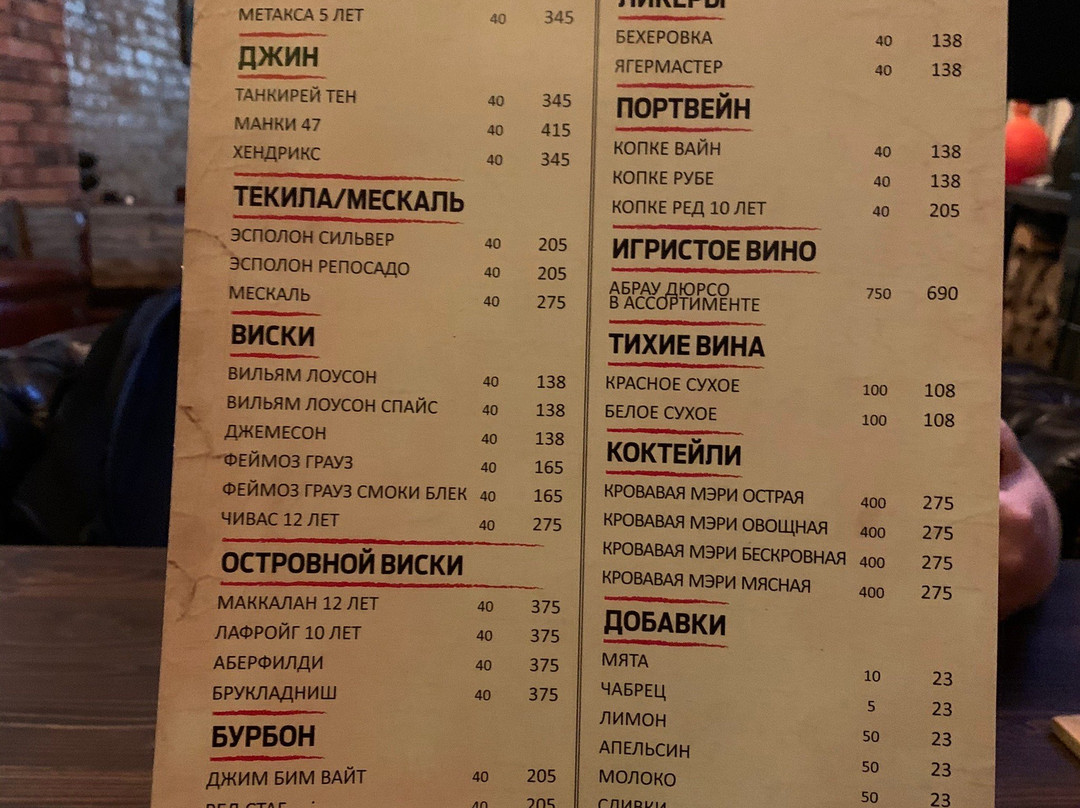 МЕТАКСА 5 ЛЕТ 40 345
ДЖИН
ТАНКИРЕЙ ТЕН 40 345
МАНКИ 47 40 415
ХЕНДРИКС 40 345
ТЕКИЛА/МЕСКАЛЬ
ЭСПОЛОН СИЛЬВЕР 40 205
ЭСПОЛОН РЕПОСАДО 40 205
МЕСКАЛЬ 40 275
ВИСКИ
ВИЛЬЯМ ЛОУСОН 40 138
ВИЛЬЯМ ЛОУСОН СПАЙС 40 138
ДЖЕМЕСОН 40 138
ФЕЙМОЗ ГРАУЗ 40 165
ФЕЙМОЗ ГРАУЗ СМОКИ БЛЕК 40 165
ЧИВАС 12 ЛЕТ 40 275
ОСТРОВНОЙ ВИСКИ
МАККАЛАН 12 ЛЕТ 40 375
ЛАФРОЙГ 10 ЛЕТ 40 375
АБЕРФИЛДИ 40 375
БРУКЛАДНИШ 40 375
БУРБОН
ДЖИМ БИМ ВАЙТ 40 205
РЕД СТАГ 40 205
ЛИКЕРЫ
БЕХЕРОВКА 40 138
ЯГЕРМАСТЕР 40 138
ПОРТВЕЙН
КОПКЕ ВАЙН 40 138
КОПКЕ РУБЕ 40 138
КОПКЕ РЕД 10 ЛЕТ 40 205
ИГРИСТОЕ ВИНО
АБРАУ ДЮРСО
В АССОРТИМЕНТЕ 750 690
ТИХИЕ ВИНА
КРАСНОЕ СУХОЕ 100 108
БЕЛОЕ СУХОЕ 100 108
КОКТЕЙЛИ
КРОВАВАЯ МЭРИ ОСТРАЯ 400 275
КРОВАВАЯ МЭРИ ОВОЩНАЯ 400 275
КРОВАВАЯ МЭРИ БЕСКРОВНАЯ 400 275
КРОВАВАЯ МЭРИ МЯСНАЯ 400 275
ДОБАВКИ
МЯТА 10 23
ЧАБРЕЦ 5 23
ЛИМОН 50 23
АПЕЛЬСИН 50 23
МОЛОКО 50 23
СЛИВКИ